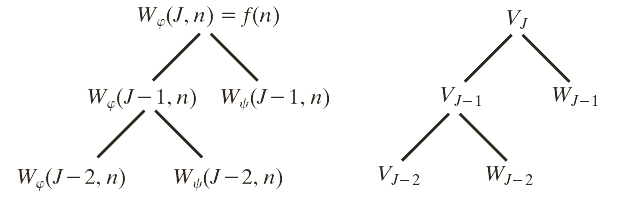 W_φ(J, n) = f(n) V_J
W_φ(J−1, n) W_ψ(J−1, n) V_{J−1} W_{J−1}
W_φ(J−2, n) W_ψ(J−2, n) V_{J−2} W_{J−2}